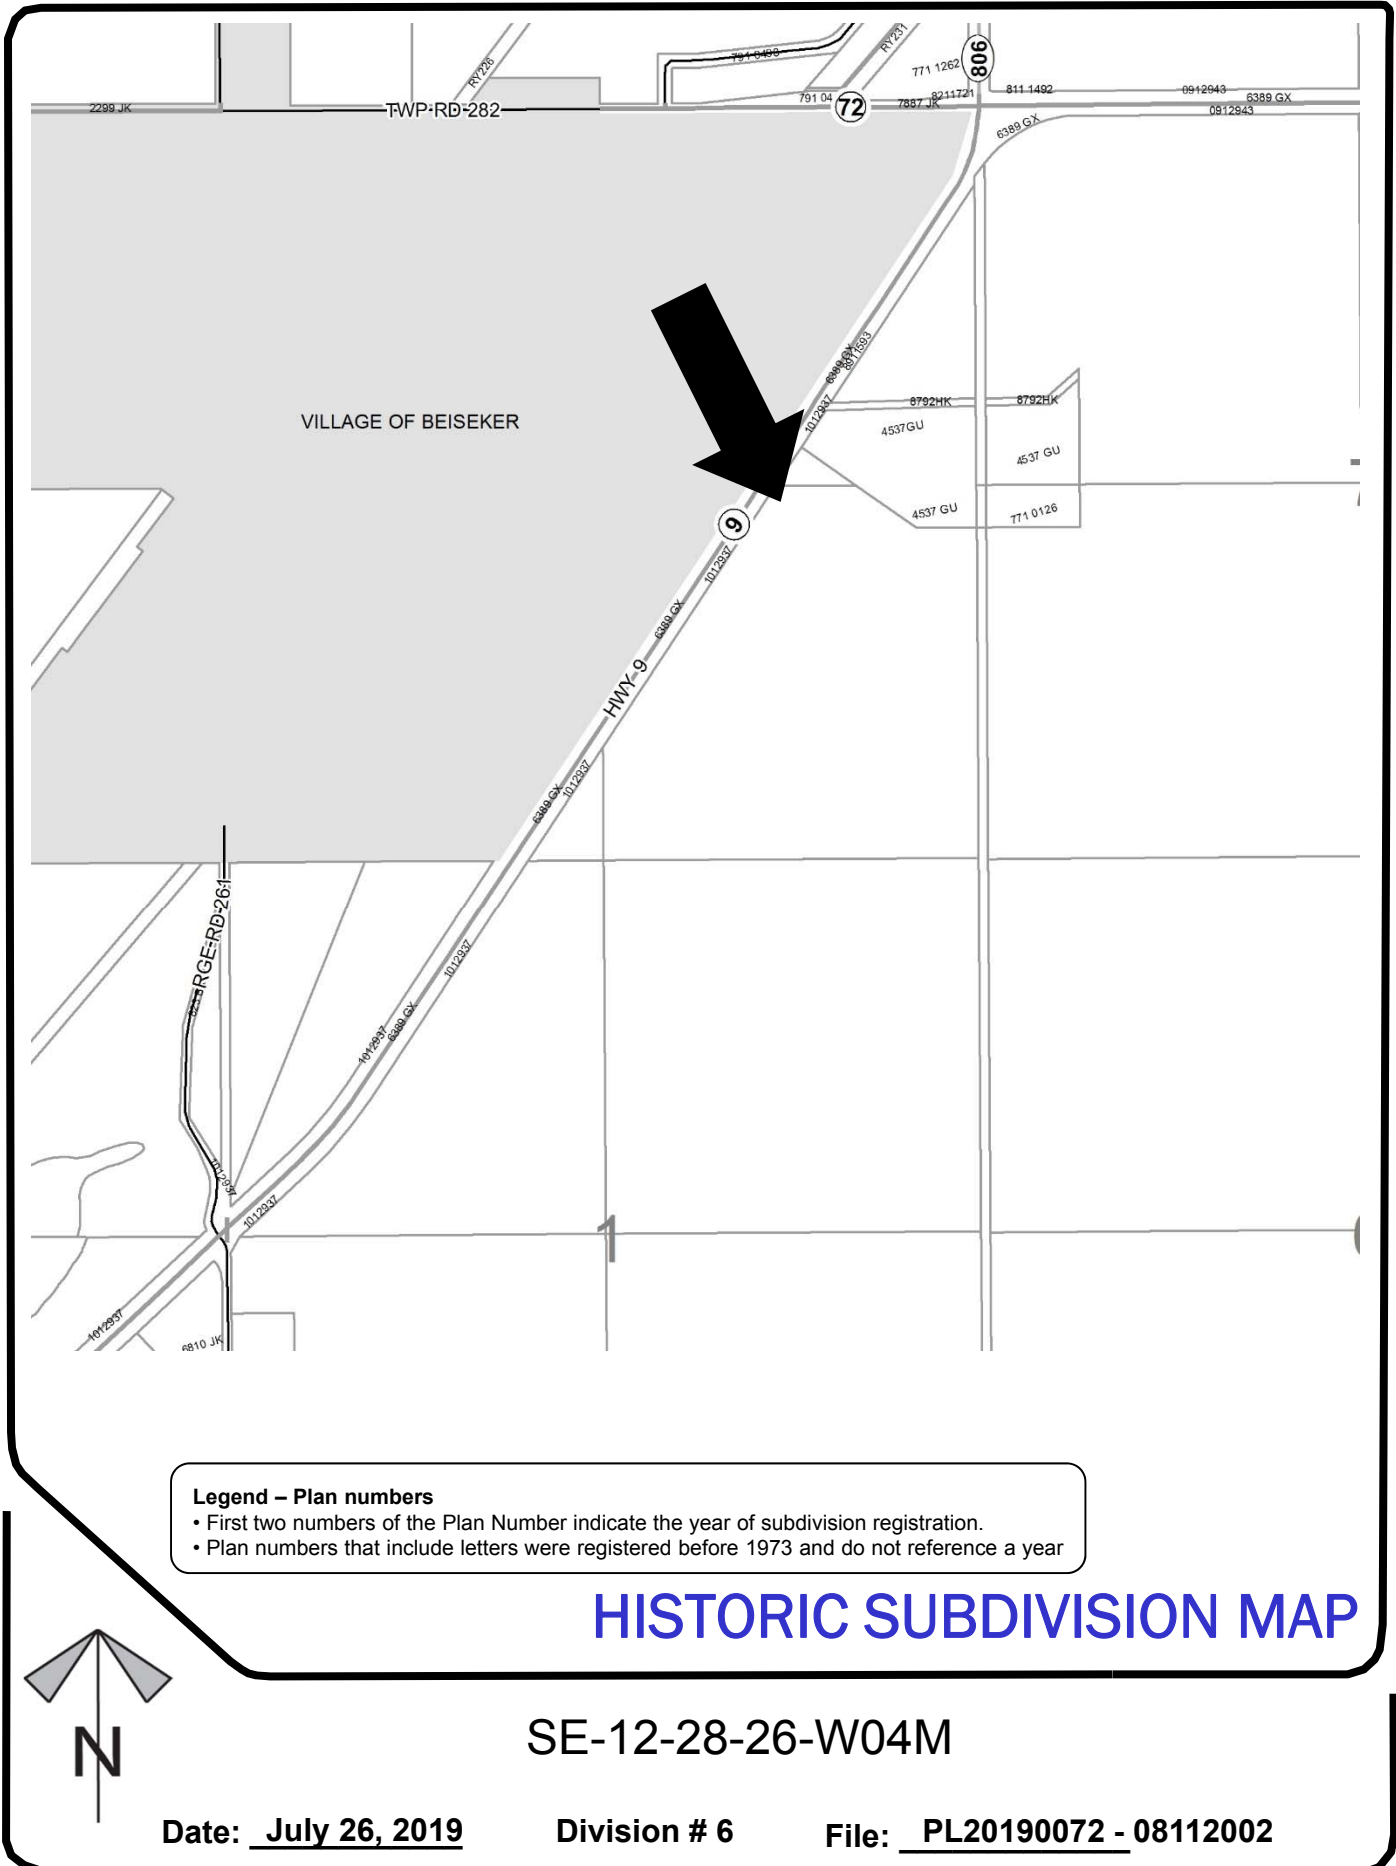 RY226
791 0498
RY231
771 1262
806
2299 JK
TWP RD 282
791 04
72
7887 JK
8211721
811 1492
0912943
6389 GX
0912943
6389 GX
6389 GX
8911593
1012937
8792HK
8792HK
VILLAGE OF BEISEKER
4537GU
4537 GU
4537 GU
771 0126
9
1012937
6389 GX
HWY 9
1012937
6389 GX
RGE RD 261
1012937
6389 GX
1012937
1012937
1012937
1
1012937
6810 JK
Legend – Plan numbers
• First two numbers of the Plan Number indicate the year of subdivision registration.
• Plan numbers that include letters were registered before 1973 and do not reference a year
HISTORIC SUBDIVISION MAP
N
SE-12-28-26-W04M
Date: July 26, 2019 Division # 6 File: PL20190072 - 08112002